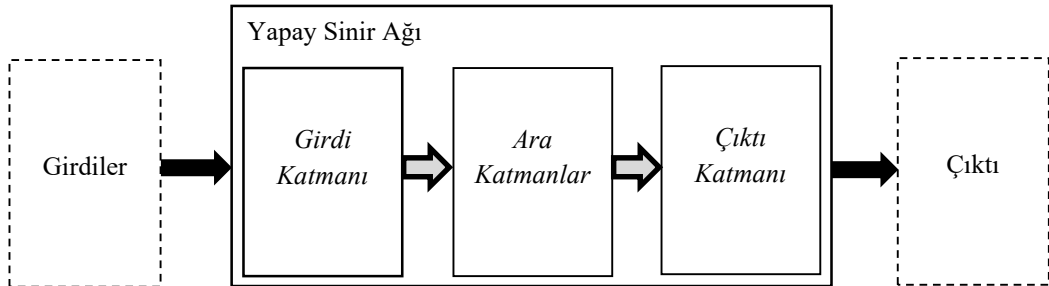 Yapay Sinir Ağı
Girdiler
Girdi
Katmanı
Ara
Katmanlar
Çıktı
Katmanı
Çıktı